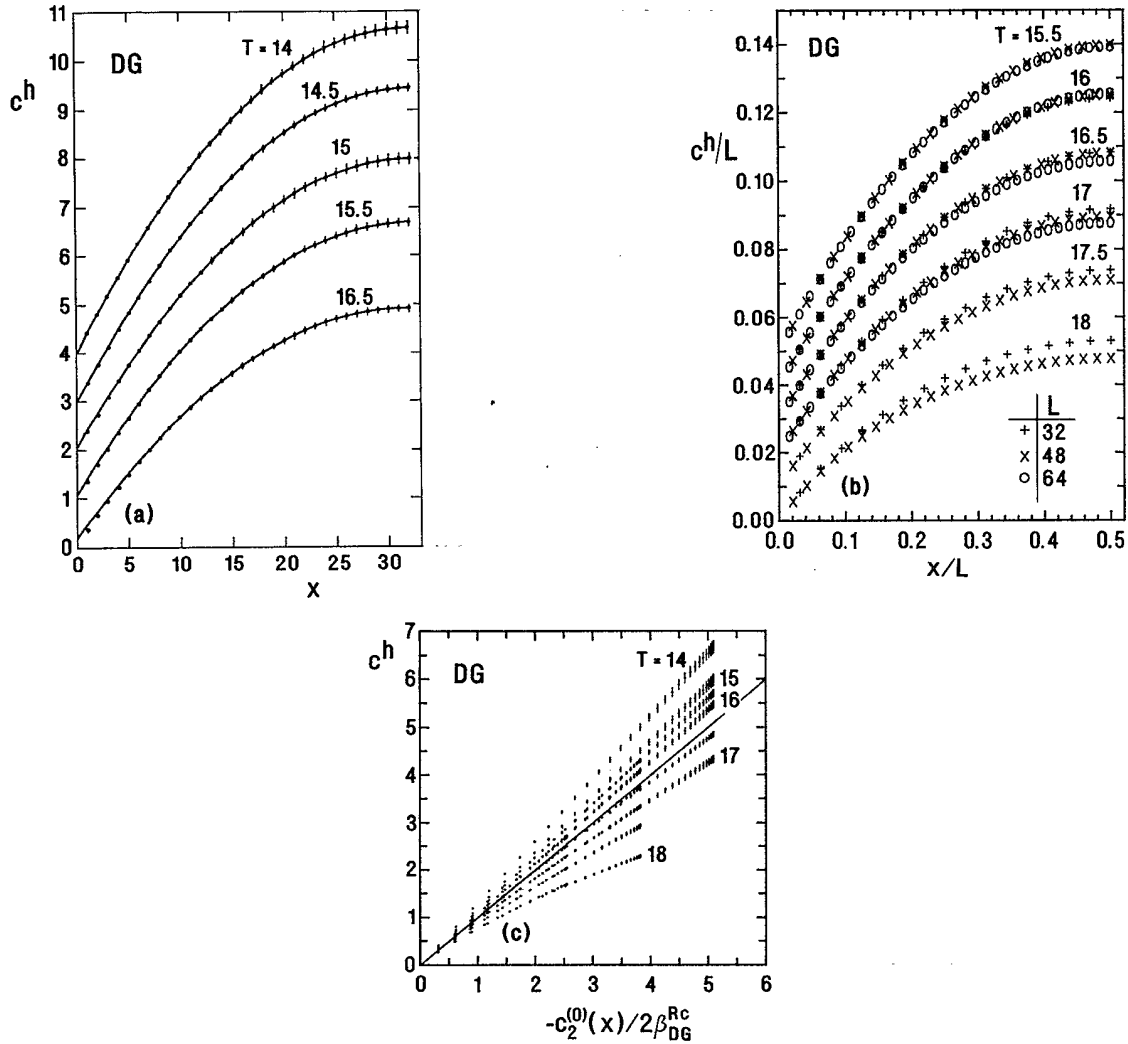 11
10
9
8
7
6
5
4
3
2
1
0
c^h
DG
T = 14
14.5
15
15.5
16.5
(a)
0 5 10 15 20 25 30
x
0.14
0.12
0.10
0.08
0.06
0.04
0.02
0.00
c^h/L
DG
T = 15.5
16
16.5
17
17.5
18
L
+ 32
x 48
o 64
(b)
0.0 0.1 0.2 0.3 0.4 0.5
x/L
7
6
5
4
3
2
1
0
c^h
DG
T = 14
15
16
17
18
(c)
0 1 2 3 4 5 6
-c_2^{(0)}(x)/2β_{DG}^{Rc}